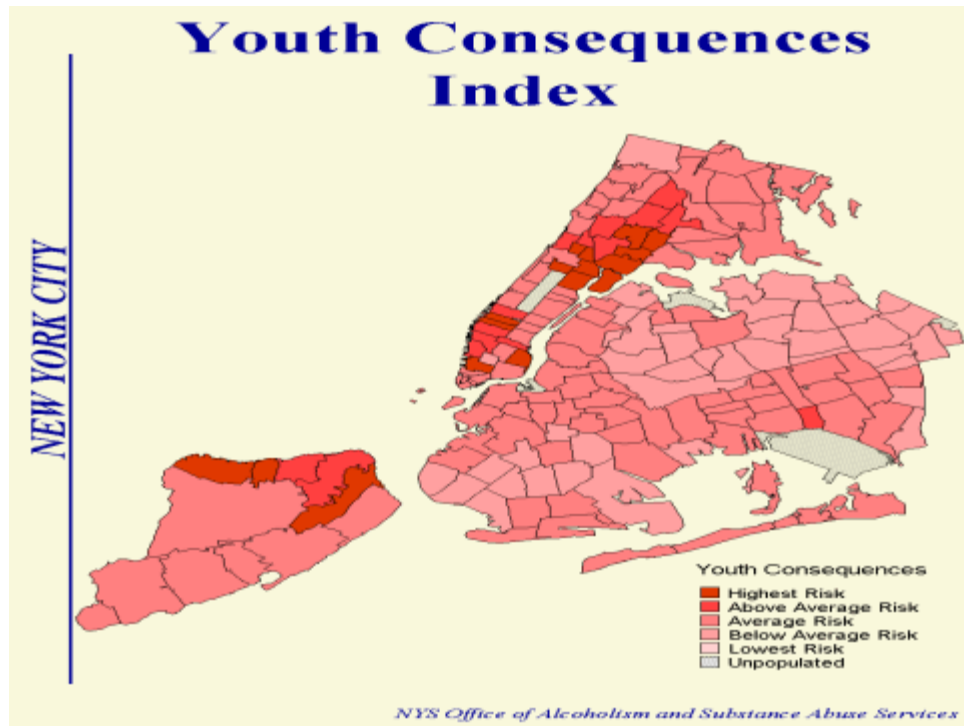 Youth Consequences
Index
NEW YORK CITY
Youth Consequences
Highest Risk
Above Average Risk
Average Risk
Below Average Risk
Lowest Risk
Unpopulated
NYS Office of Alcoholism and Substance Abuse Services